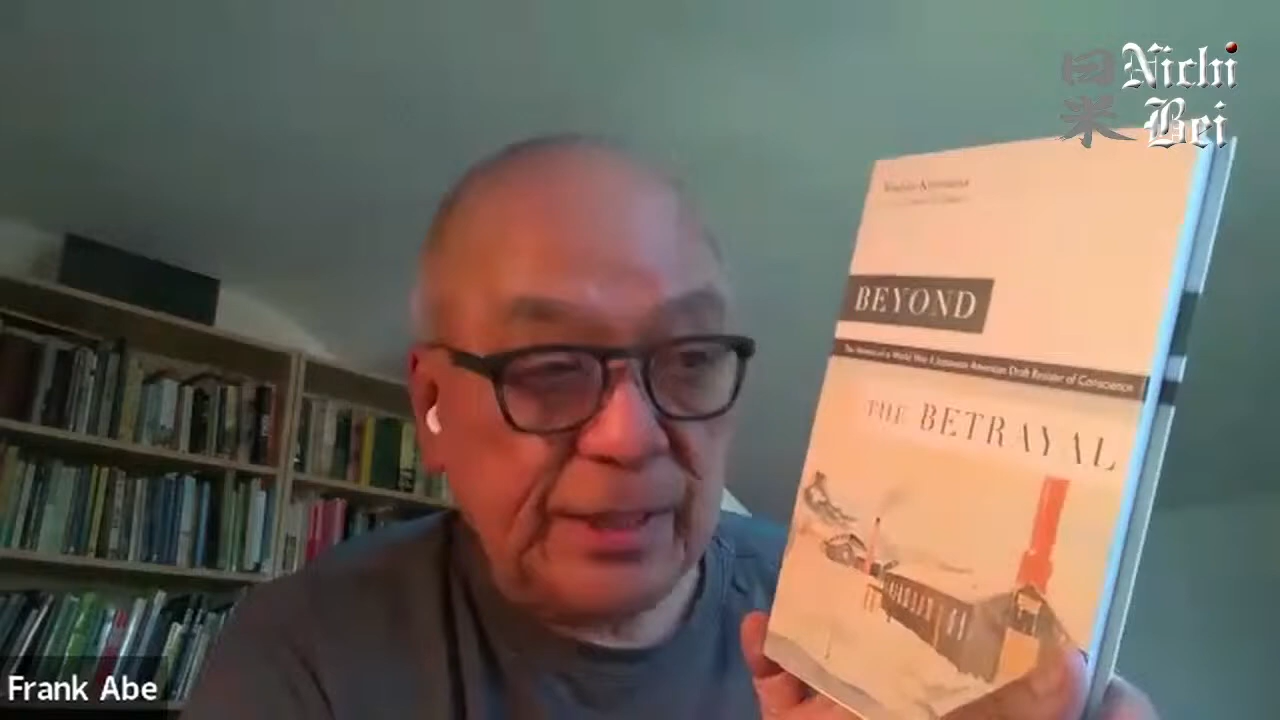 日米
Nichi
Bei
BEYOND
The Memoir of a World War II Japanese American Draft Resister of Conscience
THE BETRAYAL
Frank Abe